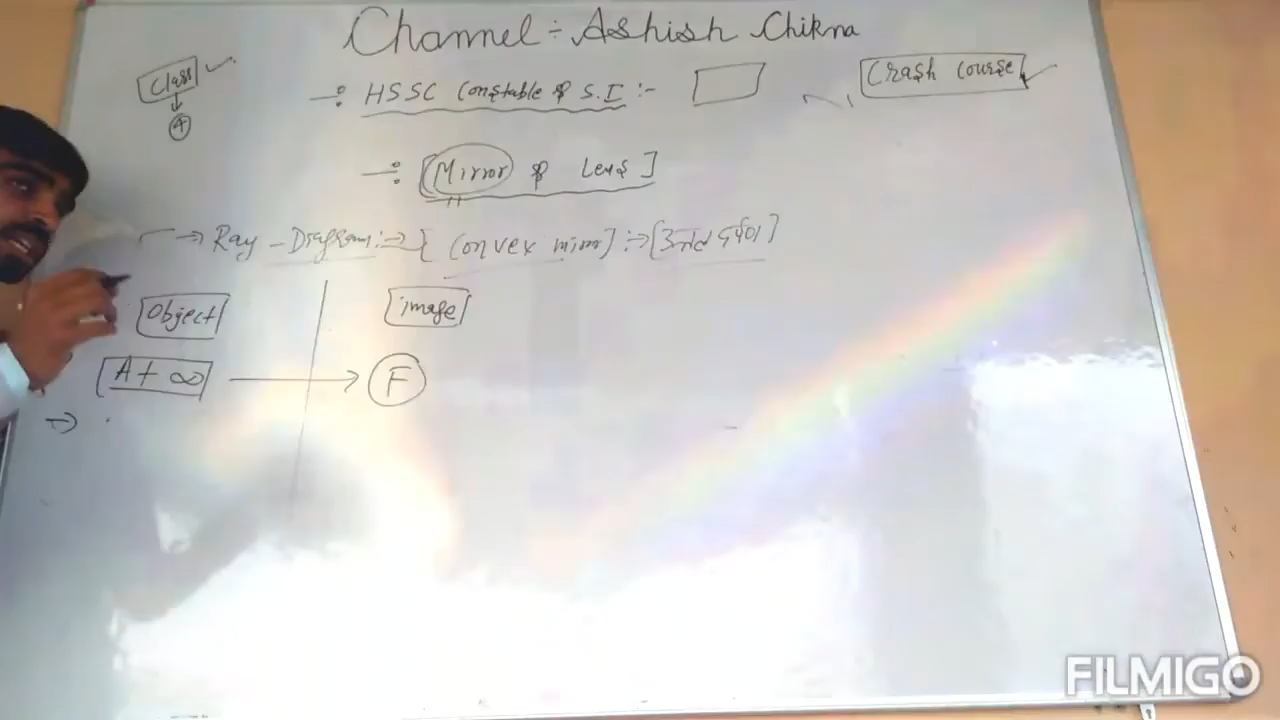 Channel ÷ Ashish Chikna
Class
4
HSSC Constable & S.I :-
Crash Course
[Mirror & Lens]
→ Ray - Diagram :→ [Convex mirror] :→ [उत्तल दर्पण]
Object
image
At ∞ → F
→
FILMIGO